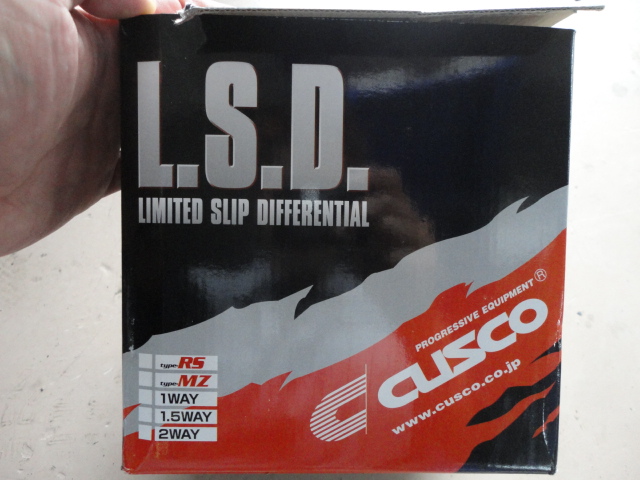 L.S.D.
LIMITED SLIP DIFFERENTIAL
PROGRESSIVE EQUIPMENT®
CUSCO
www.cusco.co.jp
type-RS
type-MZ
1WAY
1.5WAY
2WAY